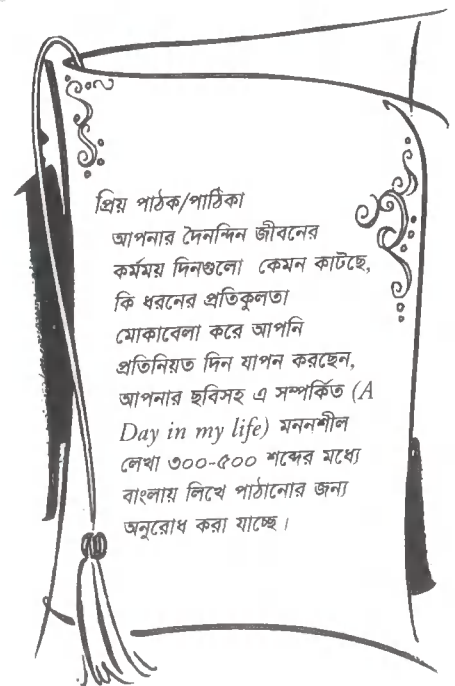 প্রিয় পাঠক/পাঠিকা
আপনার দৈনন্দিন জীবনের
কর্মময় দিনগুলো কেমন কাটছে,
কি ধরনের প্রতিকুলতা
মোকাবেলা করে আপনি
প্রতিনিয়ত দিন যাপন করছেন,
আপনার ছবিসহ এ সম্পর্কিত (A
Day in my life) মননশীল
লেখা ৩০০-৫০০ শব্দের মধ্যে
বাংলায় লিখে পাঠানোর জন্য
অনুরোধ করা যাচ্ছে।